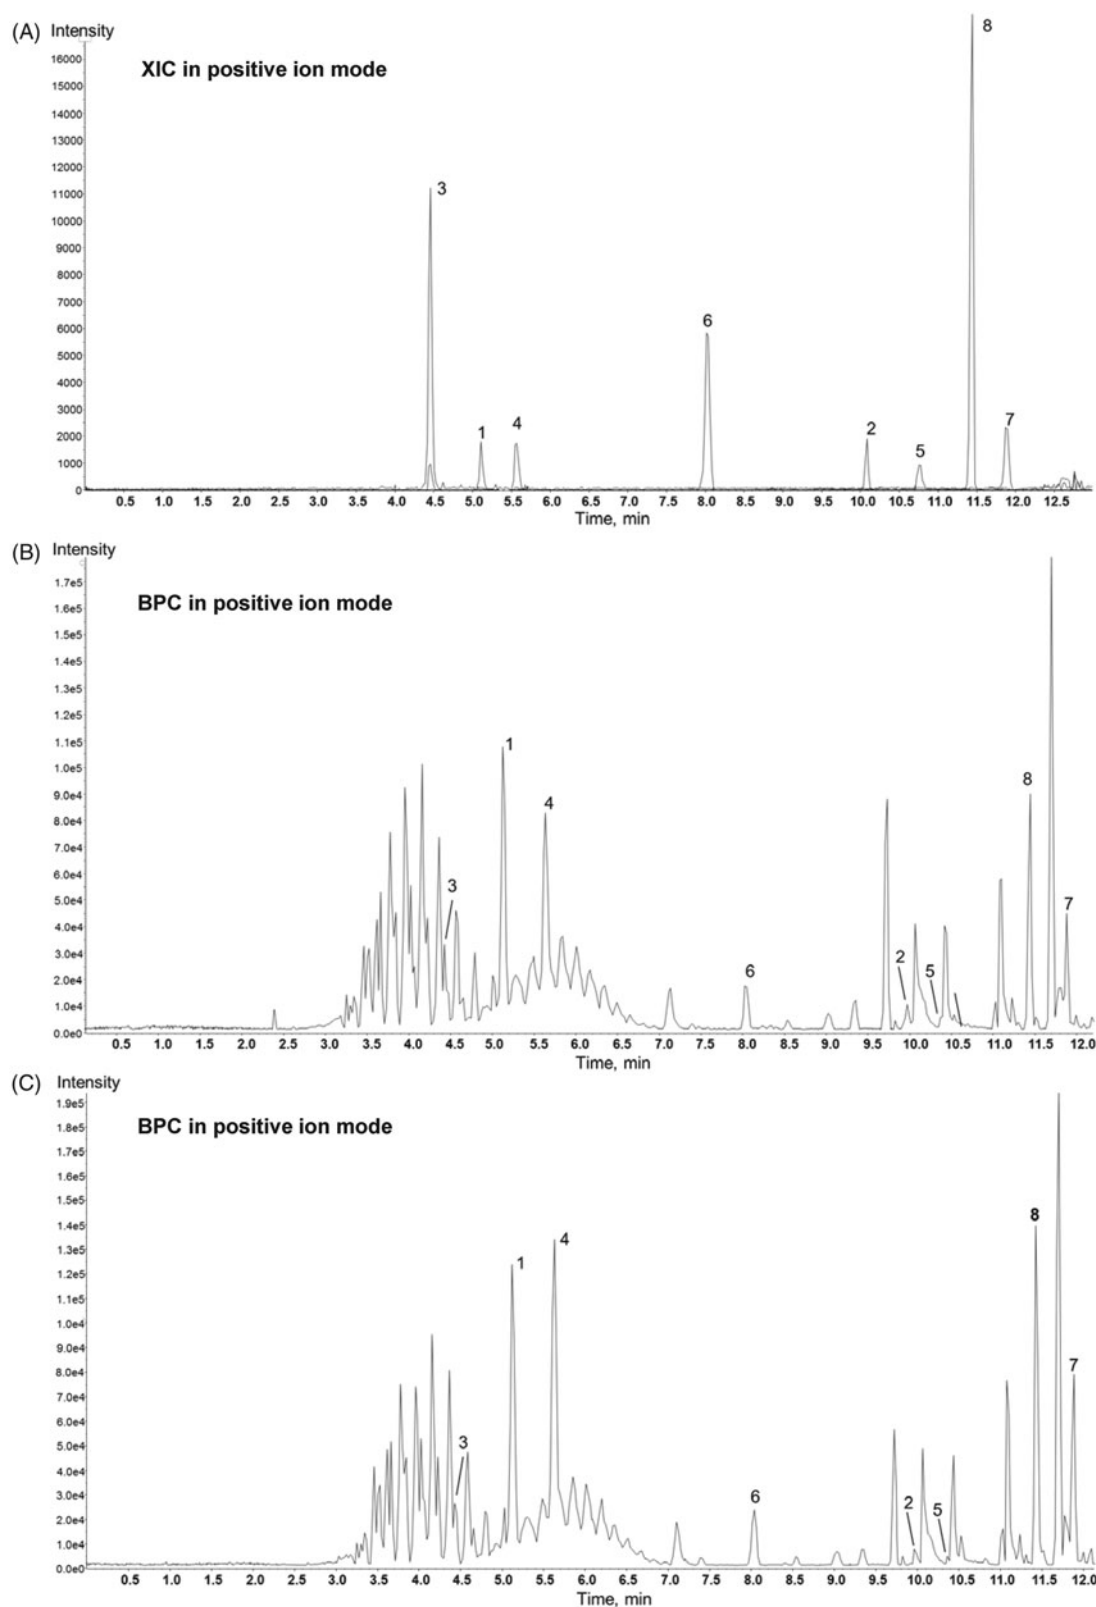 (A) Intensity
XIC in positive ion mode
16000
15000
14000
13000
12000
11000
10000
9000
8000
7000
6000
5000
4000
3000
2000
1000
0
3
1
4
6
2
5
8
7
0.5 1.0 1.5 2.0 2.5 3.0 3.5 4.0 4.5 5.0 5.5 6.0 6.5 7.0 7.5 8.0 8.5 9.0 9.5 10.0 10.5 11.0 11.5 12.0 12.5
Time, min
(B) Intensity
BPC in positive ion mode
1.7e5
1.6e5
1.5e5
1.4e5
1.3e5
1.2e5
1.1e5
1.0e5
9.0e4
8.0e4
7.0e4
6.0e4
5.0e4
4.0e4
3.0e4
2.0e4
1.0e4
0.0e0
3
1
4
6
2
5
8
7
0.5 1.0 1.5 2.0 2.5 3.0 3.5 4.0 4.5 5.0 5.5 6.0 6.5 7.0 7.5 8.0 8.5 9.0 9.5 10.0 10.5 11.0 11.5 12.0
Time, min
(C) Intensity
BPC in positive ion mode
1.9e5
1.8e5
1.7e5
1.6e5
1.5e5
1.4e5
1.3e5
1.2e5
1.1e5
1.0e5
9.0e4
8.0e4
7.0e4
6.0e4
5.0e4
4.0e4
3.0e4
2.0e4
1.0e4
0.0e0
3
1
4
6
2
5
8
7
0.5 1.0 1.5 2.0 2.5 3.0 3.5 4.0 4.5 5.0 5.5 6.0 6.5 7.0 7.5 8.0 8.5 9.0 9.5 10.0 10.5 11.0 11.5 12.0
Time, min